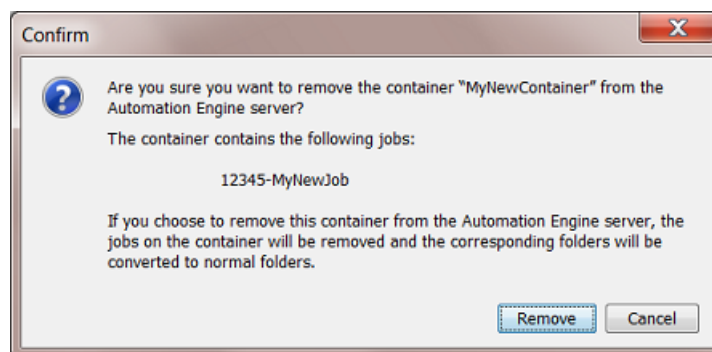 Confirm
X
Are you sure you want to remove the container “MyNewContainer” from the
Automation Engine server?
The container contains the following jobs:
12345-MyNewJob
If you choose to remove this container from the Automation Engine server, the
jobs on the container will be removed and the corresponding folders will be
converted to normal folders.
Remove Cancel